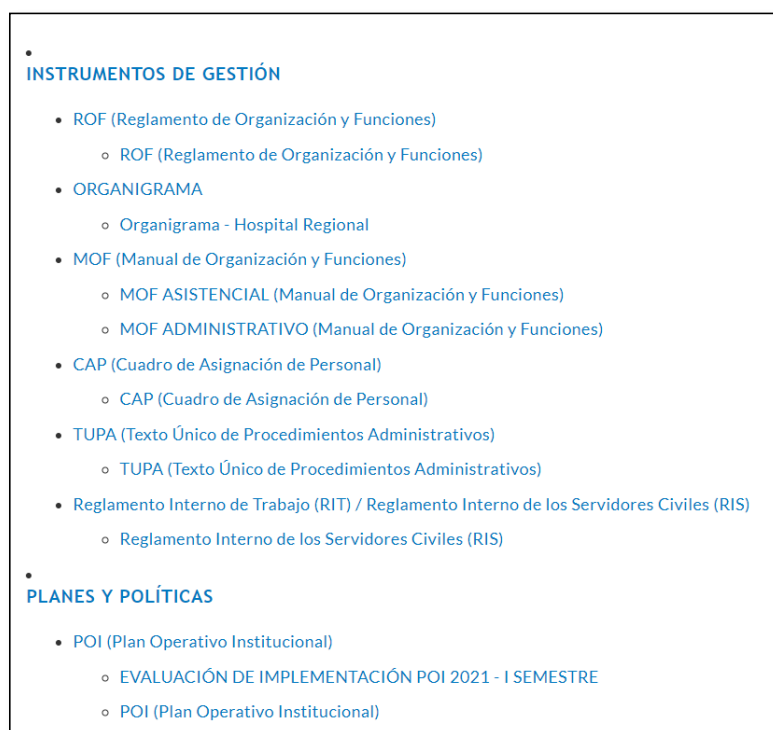 INSTRUMENTOS DE GESTIÓN
ROF (Reglamento de Organización y Funciones)
ROF (Reglamento de Organización y Funciones)
ORGANIGRAMA
Organigrama - Hospital Regional
MOF (Manual de Organización y Funciones)
MOF ASISTENCIAL (Manual de Organización y Funciones)
MOF ADMINISTRATIVO (Manual de Organización y Funciones)
CAP (Cuadro de Asignación de Personal)
CAP (Cuadro de Asignación de Personal)
TUPA (Texto Único de Procedimientos Administrativos)
TUPA (Texto Único de Procedimientos Administrativos)
Reglamento Interno de Trabajo (RIT) / Reglamento Interno de los Servidores Civiles (RIS)
Reglamento Interno de los Servidores Civiles (RIS)
PLANES Y POLÍTICAS
POI (Plan Operativo Institucional)
EVALUACIÓN DE IMPLEMENTACIÓN POI 2021 - I SEMESTRE
POI (Plan Operativo Institucional)